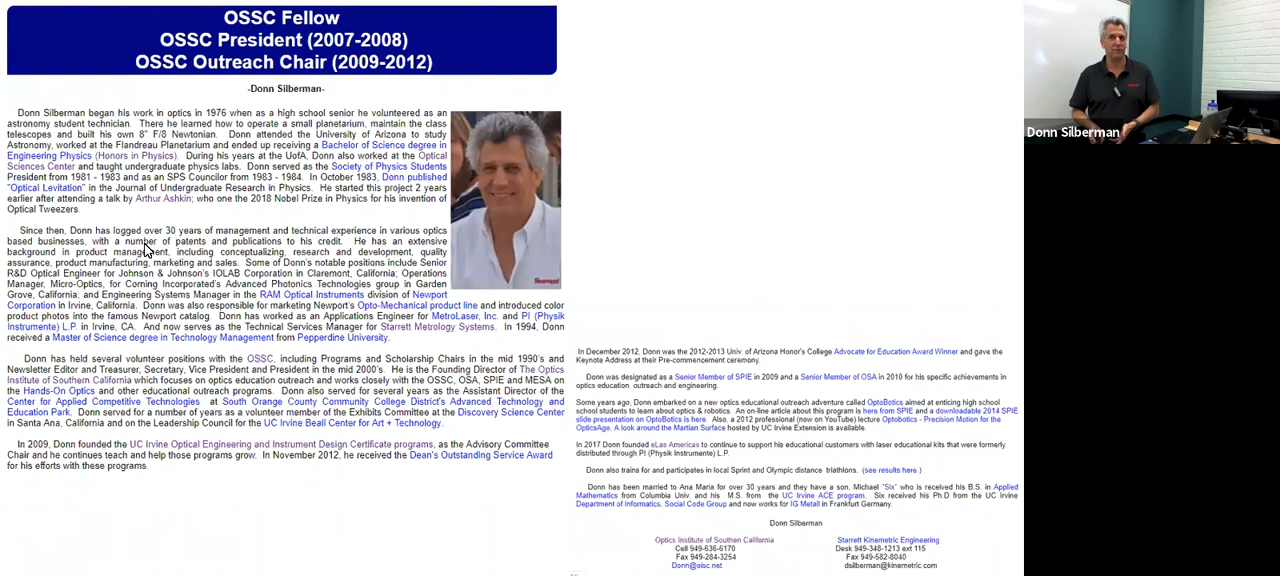 OSSC Fellow
OSSC President (2007-2008)
OSSC Outreach Chair (2009-2012)
-Donn Silberman-
Donn Silberman began his work in optics in 1976 when as a high school senior he volunteered as an
astronomy student technician. There he learned how to operate a small planetarium, maintain the class
telescopes and built his own 8" F/8 Newtonian. Donn attended the University of Arizona to study
Astronomy, worked at the Flandreau Planetarium and ended up receiving a Bachelor of Science degree in
Engineering Physics (Honors in Physics). During his years at the UofA, Donn also worked at the Optical
Sciences Center and taught undergraduate physics labs. Donn served as the Society of Physics Students
President from 1981 - 1983 and as an SPS Councilor from 1983 - 1984. In October 1983, Donn published
"Optical Levitation" in the Journal of Undergraduate Research in Physics. He started this project 2 years
earlier after attending a talk by Arthur Ashkin; who one the 2018 Nobel Prize in Physics for his invention of
Optical Tweezers.
Since then, Donn has logged over 30 years of management and technical experience in various optics
based businesses, with a number of patents and publications to his credit. He has an extensive
background in product management, including conceptualizing, research and development, quality
assurance, product manufacturing, marketing and sales. Some of Donn's notable positions include Senior
R&D Optical Engineer for Johnson & Johnson's IOLAB Corporation in Claremont, California; Operations
Manager, Micro-Optics, for Corning Incorporated's Advanced Photonics Technologies group in Garden
Grove, California; and Engineering Systems Manager in the RAM Optical Instruments division of Newport
Corporation in Irvine, California. Donn was also responsible for marketing Newport's Opto-Mechanical product line and introduced color
product photos into the famous Newport catalog. Donn has worked as an Applications Engineer for MetroLaser, Inc. and PI (Physik
Instrumente) L.P. in Irvine, CA. And now serves as the Technical Services Manager for Starrett Metrology Systems. In 1994, Donn
received a Master of Science degree in Technology Management from Pepperdine University.
Donn has held several volunteer positions with the OSSC, including Programs and Scholarship Chairs in the mid 1990's and
Newsletter Editor and Treasurer, Secretary, Vice President and President in the mid 2000's. He is the Founding Director of The Optics
Institute of Southern California which focuses on optics education outreach and works closely with the OSSC, OSA, SPIE and MESA on
the Hands-On Optics and other educational outreach programs. Donn also served for several years as the Assistant Director of the
Center for Applied Competitive Technologies at South Orange County Community College District's Advanced Technology and
Education Park. Donn served for a number of years as a volunteer member of the Exhibits Committee at the Discovery Science Center
in Santa Ana, California and on the Leadership Council for the UC Irvine Beall Center for Art + Technology.
In 2009, Donn founded the UC Irvine Optical Engineering and Instrument Design Certificate programs, as the Advisory Committee
Chair and he continues teach and help those programs grow. In November 2012, he received the Dean's Outstanding Service Award
for his efforts with these programs.
In December 2012, Donn was the 2012-2013 Univ. of Arizona Honor's College Advocate for Education Award Winner and gave the
Keynote Address at their Pre-commencement ceremony.
Donn was designated as a Senior Member of SPIE in 2009 and a Senior Member of OSA in 2010 for his specific achievements in
optics education, outreach and engineering.
Some years ago, Donn embarked on a new optics educational outreach adventure called OptoBotics aimed at enticing high school
school students to learn about optics & robotics. An on-line article about this program is here from SPIE and a downloadable 2014 SPIE
slide presentation on OptoBotics is here. Also, a 2012 professional (now on YouTube) lecture Optobotics - Precision Motion for the
OpticsAge. A look around the Martian Surface hosted by UC Irvine Extension is available.
In 2017 Donn founded eLas Americas to continue to support his educational customers with laser educational kits that were formerly
distributed through PI (Physik Instrumente) L.P.
Donn also trains for and participates in local Sprint and Olympic distance triathlons. (see results here.)
Donn has been married to Ana Maria for over 30 years and they have a son, Michael "Six" who is received his B.S. in Applied
Mathematics from Columbia Univ. and his M.S. from the UC Irvine ACE program. Six received his Ph.D from the UC Irvine
Department of Informatics, Social Code Group and now works for IG Metall in Frankfurt Germany.
Donn Silberman
Optics Institute of Southen California
Cell 949-636-6170
Fax 949-284-3254
Donn@oisc.net
Starrett Kinemetric Engineering
Desk 949-348-1213 ext 115
Fax 949-582-8040
dsilberman@kinemetric.com
Donn Silberman